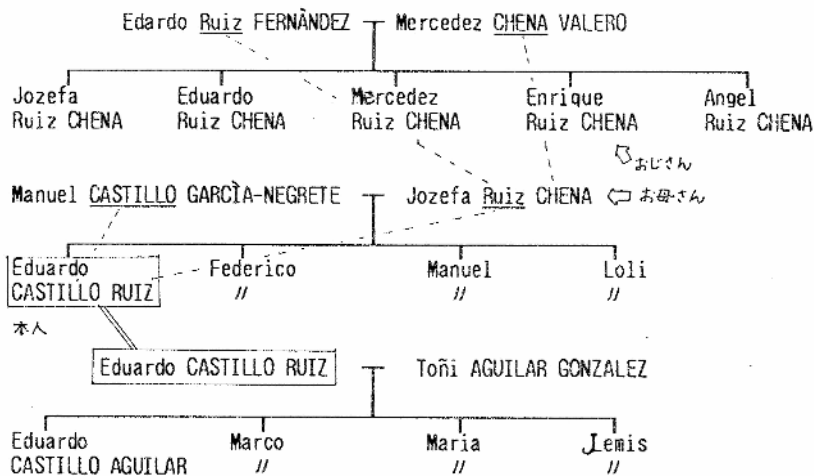 Edardo Ruiz FERNÀNDEZ Mercedez CHENA VALERO
Jozefa Eduardo Mercedez Enrique Angel
Ruiz CHENA Ruiz CHENA Ruiz CHENA Ruiz CHENA Ruiz CHENA
おじさん
Manuel CASTILLO GARCÌA-NEGRETE Jozefa Ruiz CHENA お母さん
Eduardo Federico Manuel Loli
CASTILLO RUIZ 〃 〃 〃
本人
Eduardo CASTILLO RUIZ Toñi AGUILAR GONZALEZ
Eduardo Marco Maria Lemis
CASTILLO AGUILAR 〃 〃 〃